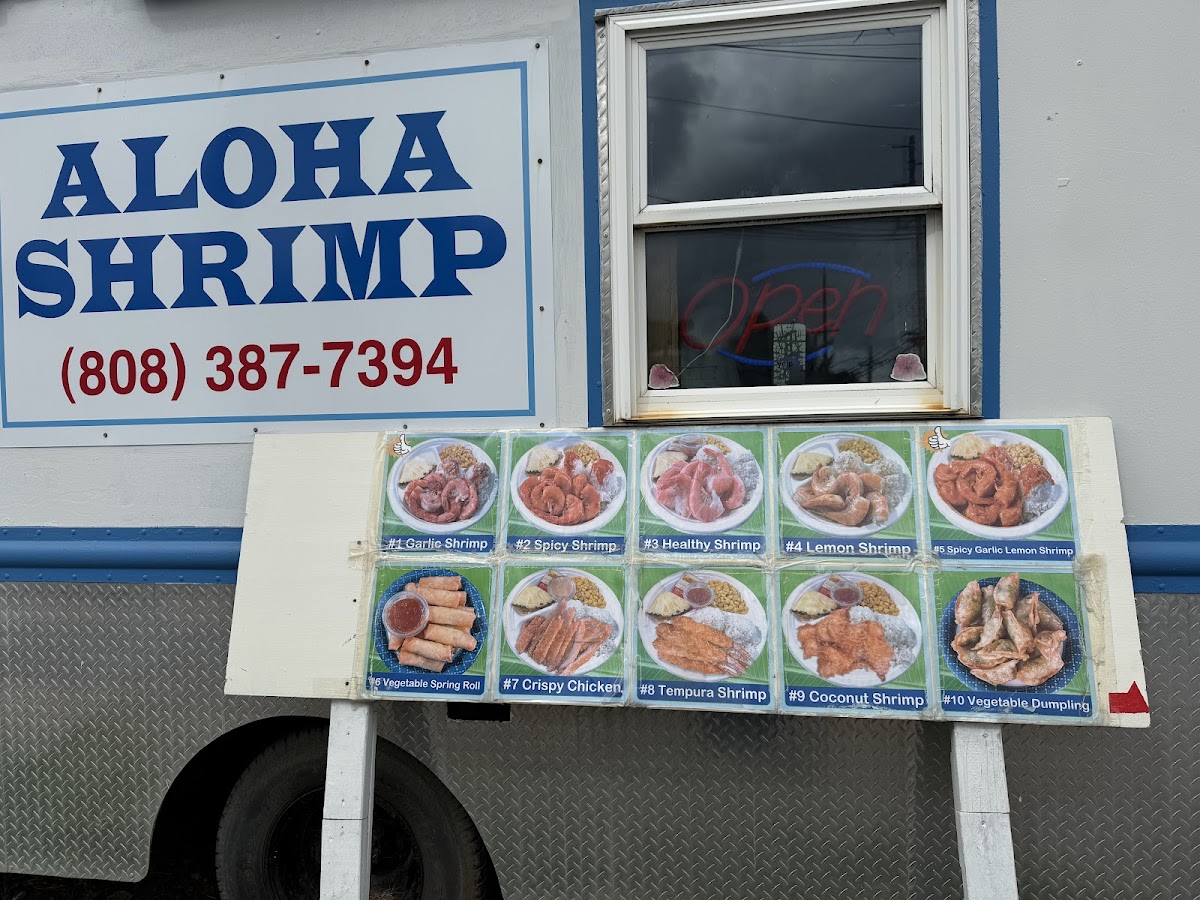 ALOHA
SHRIMP
(808) 387-7394
Open
#1 Garlic Shrimp
#2 Spicy Shrimp
#3 Healthy Shrimp
#4 Lemon Shrimp
#5 Spicy Garlic Lemon Shrimp
#6 Vegetable Spring Roll
#7 Crispy Chicken
#8 Tempura Shrimp
#9 Coconut Shrimp
#10 Vegetable Dumpling